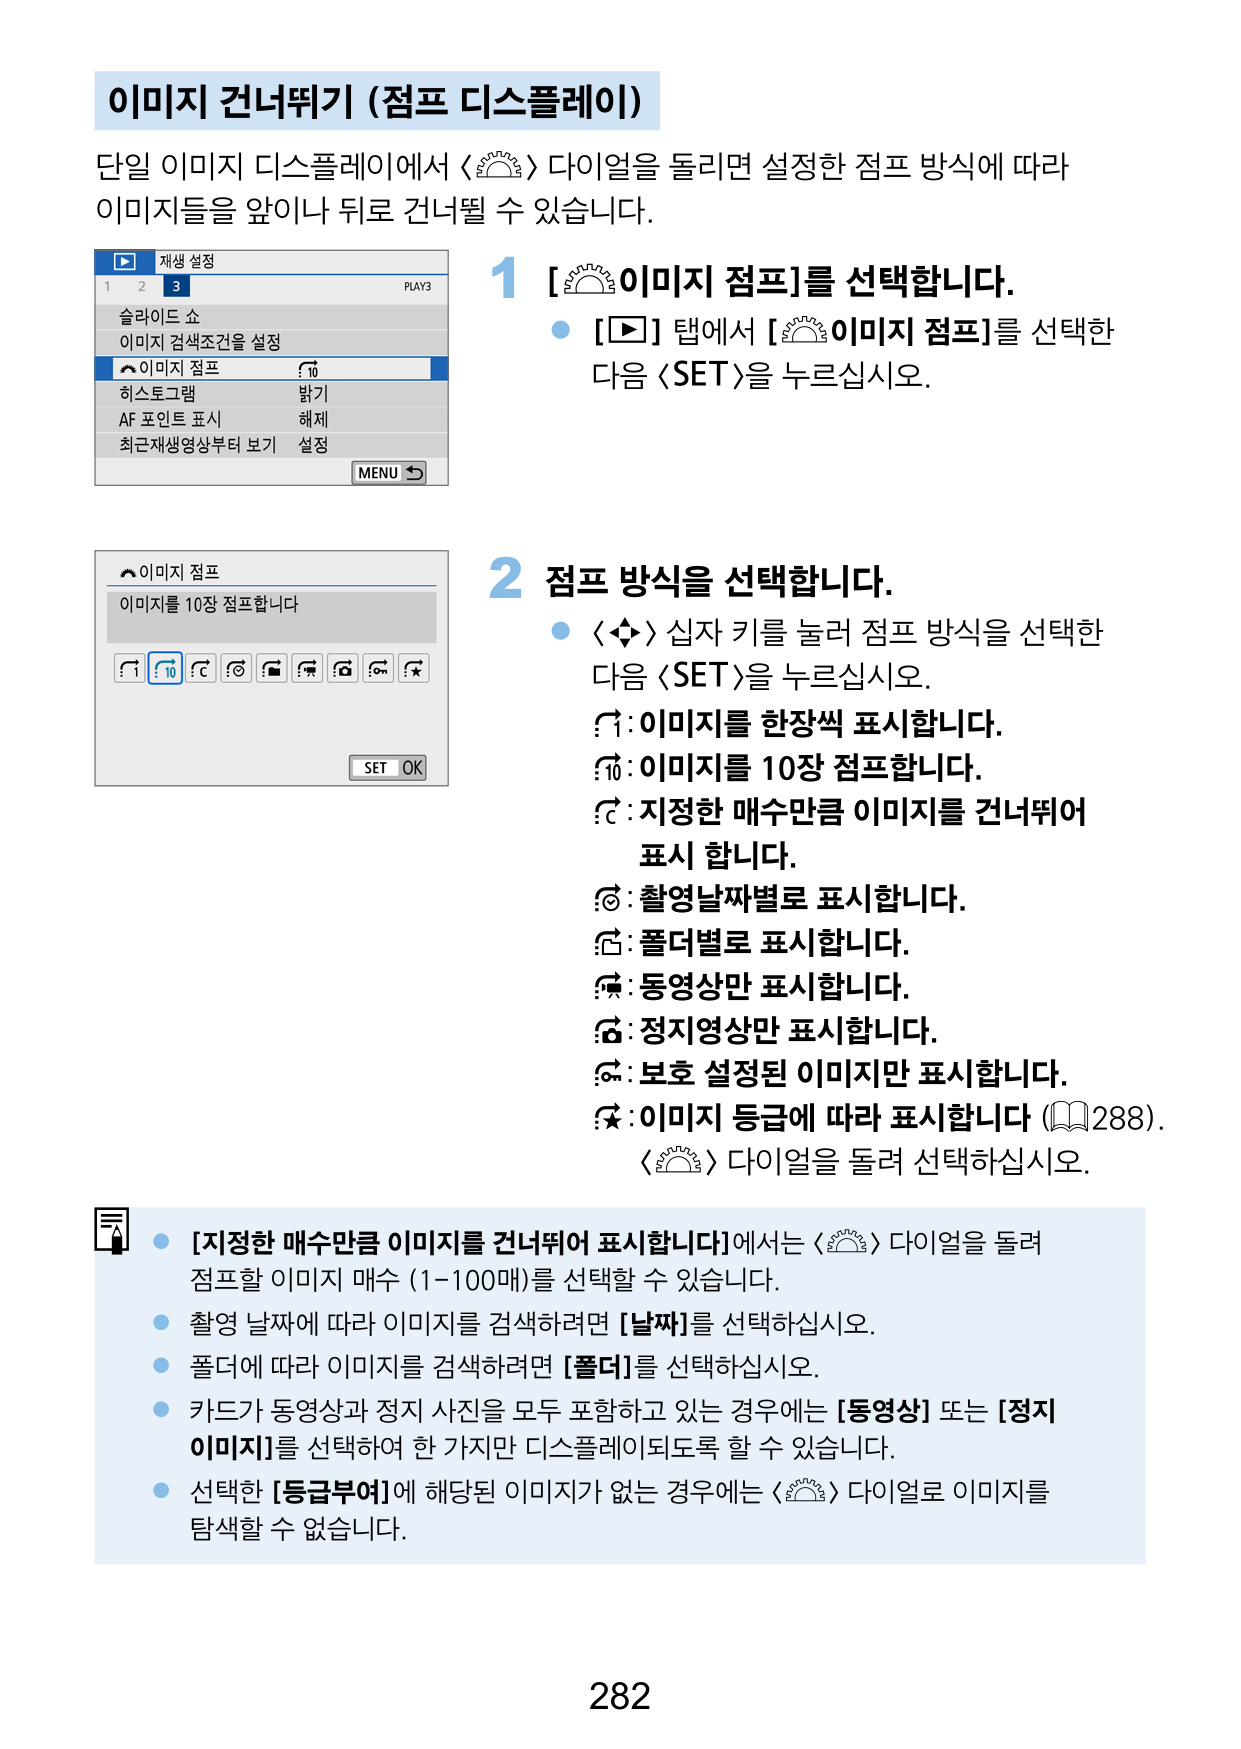 이미지 건너뛰기 (점프 디스플레이)
단일 이미지 디스플레이에서 < > 다이얼을 돌리면 설정한 점프 방식에 따라
이미지들을 앞이나 뒤로 건너뛸 수 있습니다.
재생 설정
1 2 3 PLAY3
슬라이드 쇼
이미지 검색조건을 설정
이미지 점프 10
히스토그램 밝기
AF 포인트 표시 해제
최근재생영상부터 보기 설정
MENU
1 [이미지 점프]를 선택합니다.
● [ ] 탭에서 [이미지 점프]를 선택한
다음 <SET>을 누르십시오.
이미지 점프
이미지를 10장 점프합니다
1 10 C
SET OK
2 점프 방식을 선택합니다.
● < > 십자 키를 눌러 점프 방식을 선택한
다음 <SET>을 누르십시오.
1: 이미지를 한장씩 표시합니다.
10: 이미지를 10장 점프합니다.
C: 지정한 매수만큼 이미지를 건너뛰어
표시 합니다.
: 촬영날짜별로 표시합니다.
: 폴더별로 표시합니다.
: 동영상만 표시합니다.
: 정지영상만 표시합니다.
: 보호 설정된 이미지만 표시합니다.
: 이미지 등급에 따라 표시합니다 (288).
< > 다이얼을 돌려 선택하십시오.
● [지정한 매수만큼 이미지를 건너뛰어 표시합니다]에서는 < > 다이얼을 돌려
점프할 이미지 매수 (1-100매)를 선택할 수 있습니다.
● 촬영 날짜에 따라 이미지를 검색하려면 [날짜]를 선택하십시오.
● 폴더에 따라 이미지를 검색하려면 [폴더]를 선택하십시오.
● 카드가 동영상과 정지 사진을 모두 포함하고 있는 경우에는 [동영상] 또는 [정지
이미지]를 선택하여 한 가지만 디스플레이되도록 할 수 있습니다.
● 선택한 [등급부여]에 해당된 이미지가 없는 경우에는 < > 다이얼로 이미지를
탐색할 수 없습니다.
282